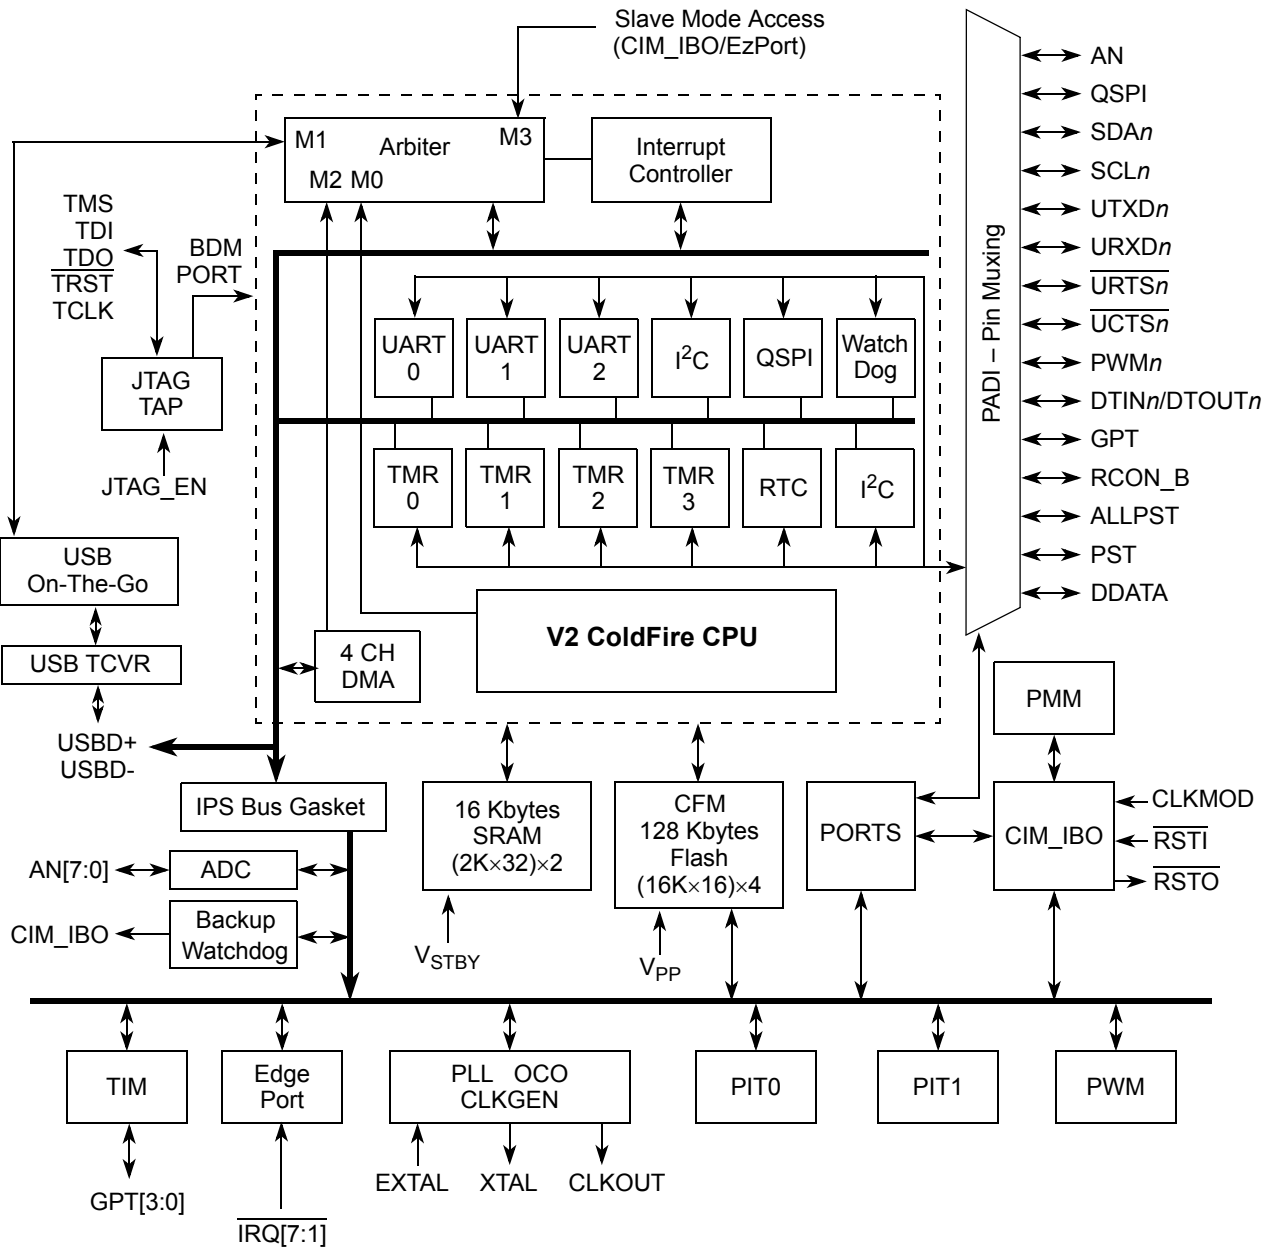 Slave Mode Access
(CIM_IBO/EzPort)
M1
Arbiter
M3
M2 M0
Interrupt
Controller
TMS
TDI
TDO
TRST
TCLK
BDM
PORT
JTAG
TAP
JTAG_EN
UART
0
UART
1
UART
2
I²C
QSPI
Watch
Dog
TMR
0
TMR
1
TMR
2
TMR
3
RTC
I²C
V2 ColdFire CPU
4 CH
DMA
USB
On-The-Go
USB TCVR
USBD+
USBD-
PADI – Pin Muxing
AN
QSPI
SDAn
SCLn
UTXDn
URXDn
URTSn
UCTSn
PWMn
DTINn/DTOUTn
GPT
RCON_B
ALLPST
PST
DDATA
PMM
IPS Bus Gasket
16 Kbytes
SRAM
(2K×32)×2
CFM
128 Kbytes
Flash
(16K×16)×4
PORTS
CIM_IBO
CLKMOD
RSTI
RSTO
AN[7:0]
ADC
CIM_IBO
Backup
Watchdog
VSTBY
VPP
TIM
Edge
Port
PLL OCO
CLKGEN
PIT0
PIT1
PWM
GPT[3:0]
IRQ[7:1]
EXTAL
XTAL
CLKOUT